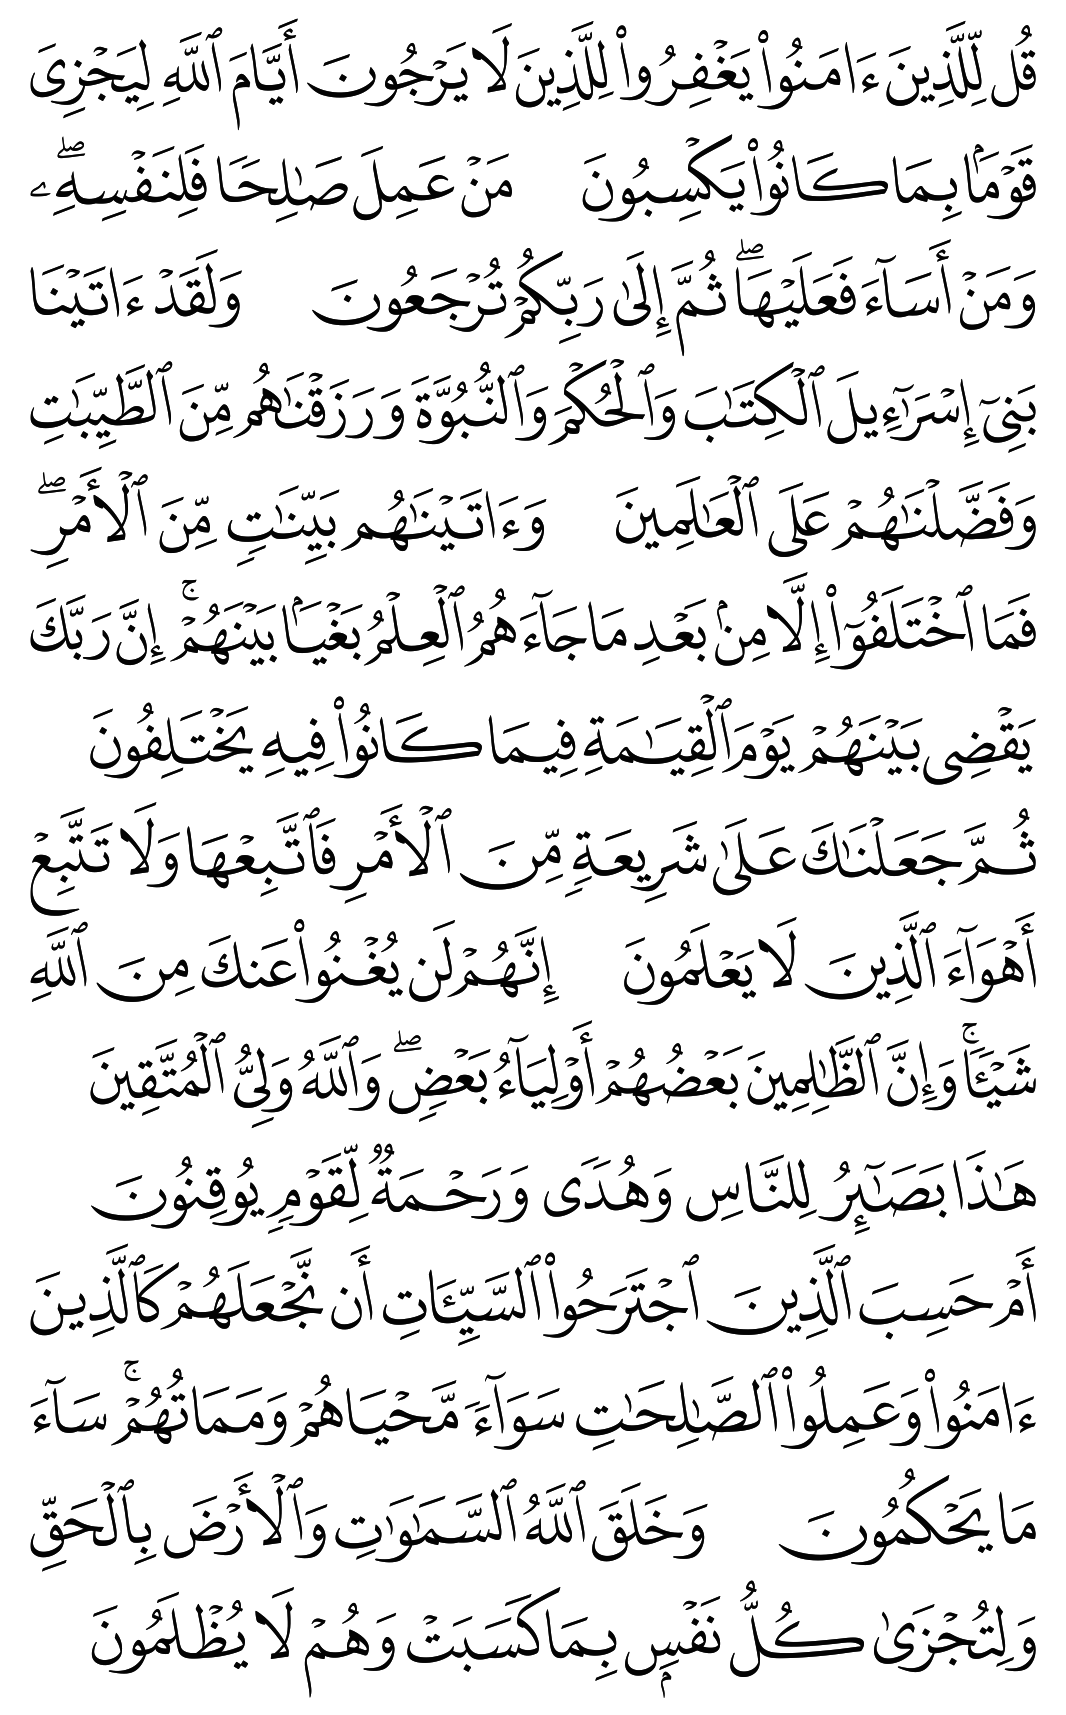 قُل لِّلَّذِينَ ءَامَنُوا۟ يَغْفِرُوا۟ لِلَّذِينَ لَا يَرْجُونَ أَيَّامَ ٱللَّهِ لِيَجْزِىَ
قَوْمَۢا بِمَا كَانُوا۟ يَكْسِبُونَ مَنْ عَمِلَ صَـٰلِحًا فَلِنَفْسِهِۦ ۖ
وَمَنْ أَسَآءَ فَعَلَيْهَا ۖ ثُمَّ إِلَىٰ رَبِّكُمْ تُرْجَعُونَ وَلَقَدْ ءَاتَيْنَا
بَنِىٓ إِسْرَٰٓءِيلَ ٱلْكِتَـٰبَ وَٱلْحُكْمَ وَٱلنُّبُوَّةَ وَرَزَقْنَـٰهُم مِّنَ ٱلطَّيِّبَـٰتِ
وَفَضَّلْنَـٰهُمْ عَلَى ٱلْعَـٰلَمِينَ وَءَاتَيْنَـٰهُم بَيِّنَـٰتٍ مِّنَ ٱلْأَمْرِ ۖ
فَمَا ٱخْتَلَفُوٓا۟ إِلَّا مِنۢ بَعْدِ مَا جَآءَهُمُ ٱلْعِلْمُ بَغْيَۢا بَيْنَهُمْ ۚ إِنَّ رَبَّكَ
يَقْضِى بَيْنَهُمْ يَوْمَ ٱلْقِيَـٰمَةِ فِيمَا كَانُوا۟ فِيهِ يَخْتَلِفُونَ
ثُمَّ جَعَلْنَـٰكَ عَلَىٰ شَرِيعَةٍ مِّنَ ٱلْأَمْرِ فَٱتَّبِعْهَا وَلَا تَتَّبِعْ
أَهْوَآءَ ٱلَّذِينَ لَا يَعْلَمُونَ إِنَّهُمْ لَن يُغْنُوا۟ عَنكَ مِنَ ٱللَّهِ
شَيْـًٔا ۚ وَإِنَّ ٱلظَّـٰلِمِينَ بَعْضُهُمْ أَوْلِيَآءُ بَعْضٍ ۖ وَٱللَّهُ وَلِىُّ ٱلْمُتَّقِينَ
هَـٰذَا بَصَـٰٓئِرُ لِلنَّاسِ وَهُدًى وَرَحْمَةٌ لِّقَوْمٍ يُوقِنُونَ
أَمْ حَسِبَ ٱلَّذِينَ ٱجْتَرَحُوا۟ ٱلسَّيِّـَٔاتِ أَن نَّجْعَلَهُمْ كَٱلَّذِينَ
ءَامَنُوا۟ وَعَمِلُوا۟ ٱلصَّـٰلِحَـٰتِ سَوَآءً مَّحْيَاهُمْ وَمَمَاتُهُمْ ۚ سَآءَ
مَا يَحْكُمُونَ وَخَلَقَ ٱللَّهُ ٱلسَّمَـٰوَٰتِ وَٱلْأَرْضَ بِٱلْحَقِّ
وَلِتُجْزَىٰ كُلُّ نَفْسٍۭ بِمَا كَسَبَتْ وَهُمْ لَا يُظْلَمُونَ